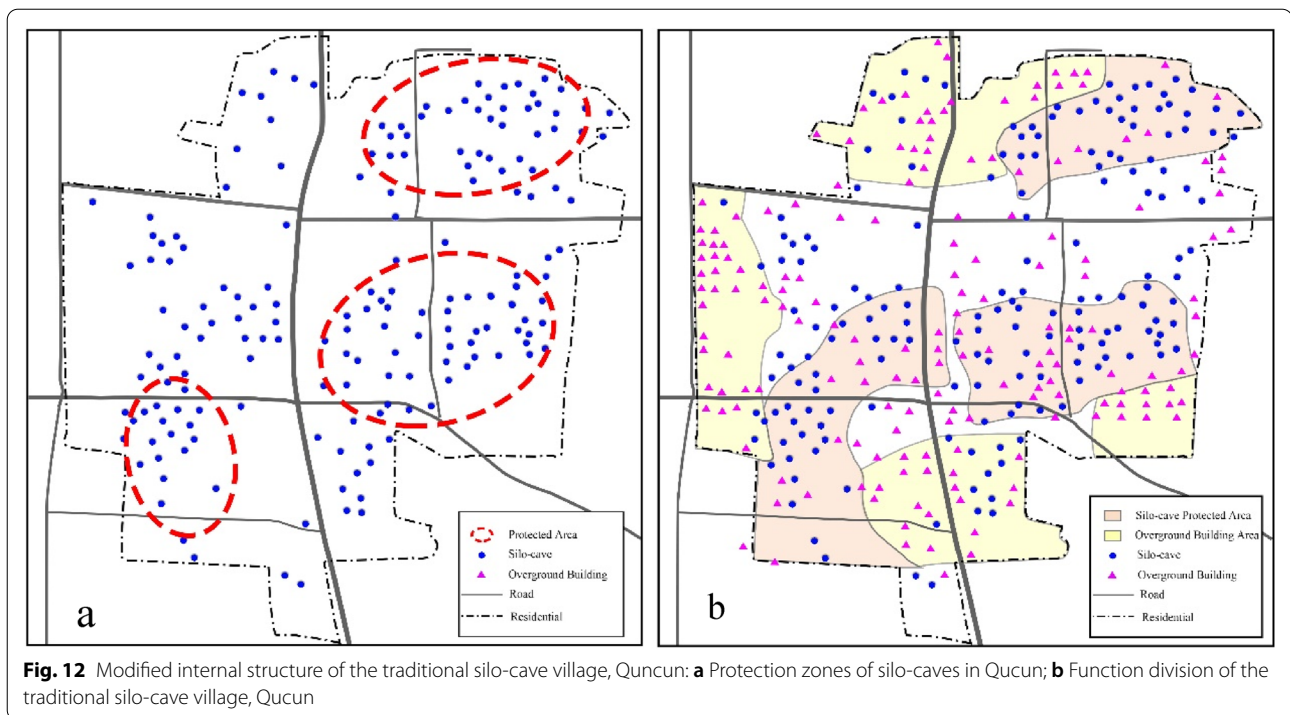 a
Protected Area
Silo-cave
Overground Building
Road
Residential
b
Silo-cave Protected Area
Overground Building Area
Silo-cave
Overground Building
Road
Residential
Fig. 12 Modified internal structure of the traditional silo-cave village, Quncun: a Protection zones of silo-caves in Qucun; b Function division of the
traditional silo-cave village, Qucun